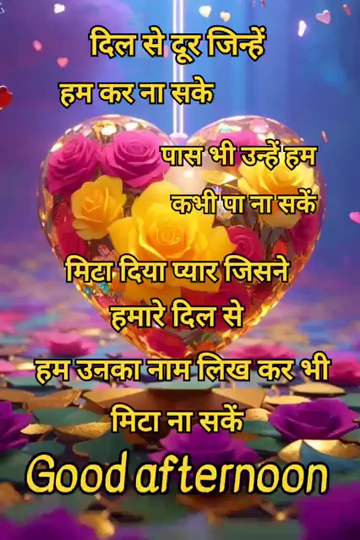 दिल से दूर जिन्हें
हम कर ना सके
पास भी उन्हें हम
कभी पा ना सकें
मिटा दिया प्यार जिसने
हमारे दिल से
हम उनका नाम लिख कर भी
मिटा ना सकें
Good afternoon